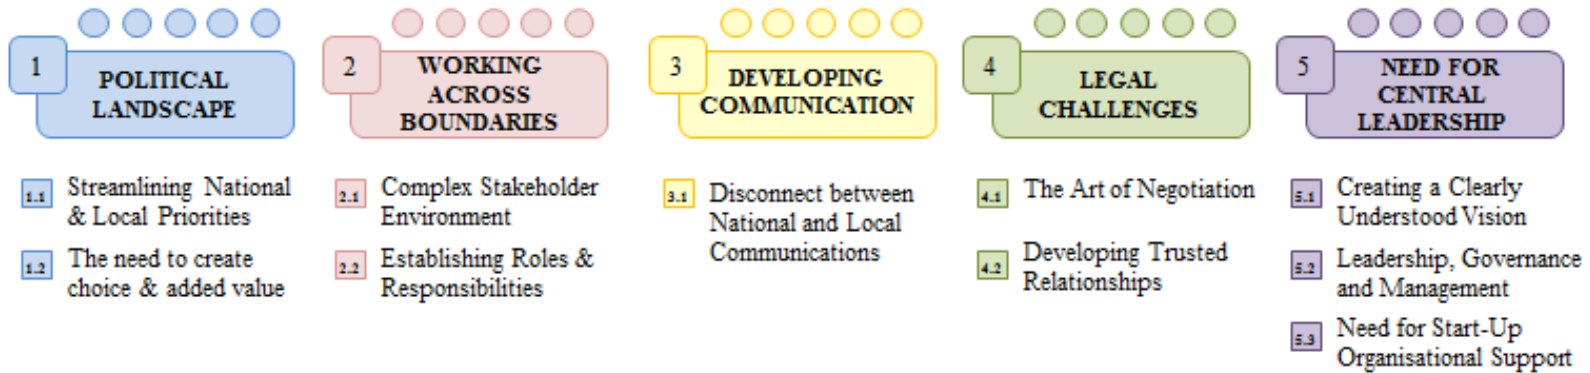 1
POLITICAL
LANDSCAPE
1.1
Streamlining National
& Local Priorities
1.2
The need to create
choice & added value
2
WORKING
ACROSS
BOUNDARIES
2.1
Complex Stakeholder
Environment
2.2
Establishing Roles &
Responsibilities
3
DEVELOPING
COMMUNICATION
3.1
Disconnect between
National and Local
Communications
4
LEGAL
CHALLENGES
4.1
The Art of Negotiation
4.2
Developing Trusted
Relationships
5
NEED FOR
CENTRAL
LEADERSHIP
5.1
Creating a Clearly
Understood Vision
5.2
Leadership, Governance
and Management
5.3
Need for Start-Up
Organisational Support